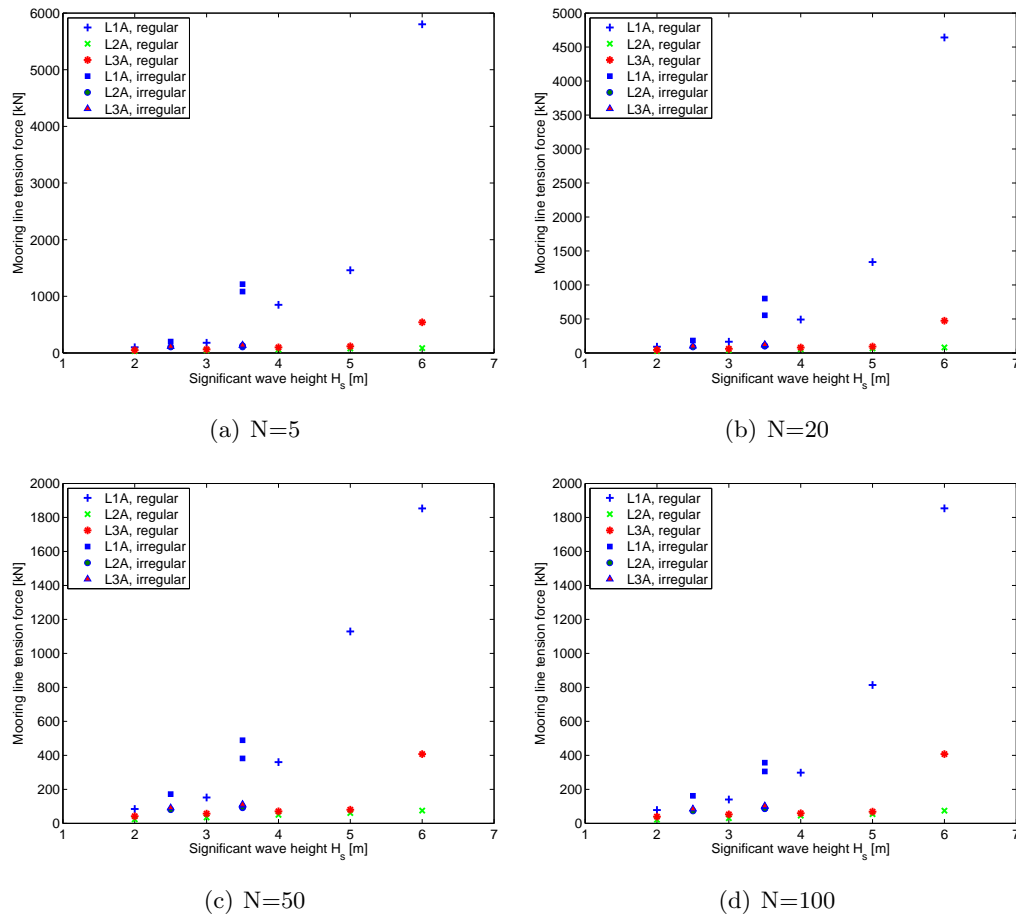 6000
5000
4000
3000
2000
1000
0
Mooring line tension force [kN]
L1A, regular
L2A, regular
L3A, regular
L1A, irregular
L2A, irregular
L3A, irregular
1 2 3 4 5 6 7
Significant wave height H_s [m]
(a) N=5
5000
4500
4000
3500
3000
2500
2000
1500
1000
500
0
Mooring line tension force [kN]
L1A, regular
L2A, regular
L3A, regular
L1A, irregular
L2A, irregular
L3A, irregular
1 2 3 4 5 6 7
Significant wave height H_s [m]
(b) N=20
2000
1800
1600
1400
1200
1000
800
600
400
200
0
Mooring line tension force [kN]
L1A, regular
L2A, regular
L3A, regular
L1A, irregular
L2A, irregular
L3A, irregular
1 2 3 4 5 6 7
Significant wave height H_s [m]
(c) N=50
2000
1800
1600
1400
1200
1000
800
600
400
200
0
Mooring line tension force [kN]
L1A, regular
L2A, regular
L3A, regular
L1A, irregular
L2A, irregular
L3A, irregular
1 2 3 4 5 6 7
Significant wave height H_s [m]
(d) N=100